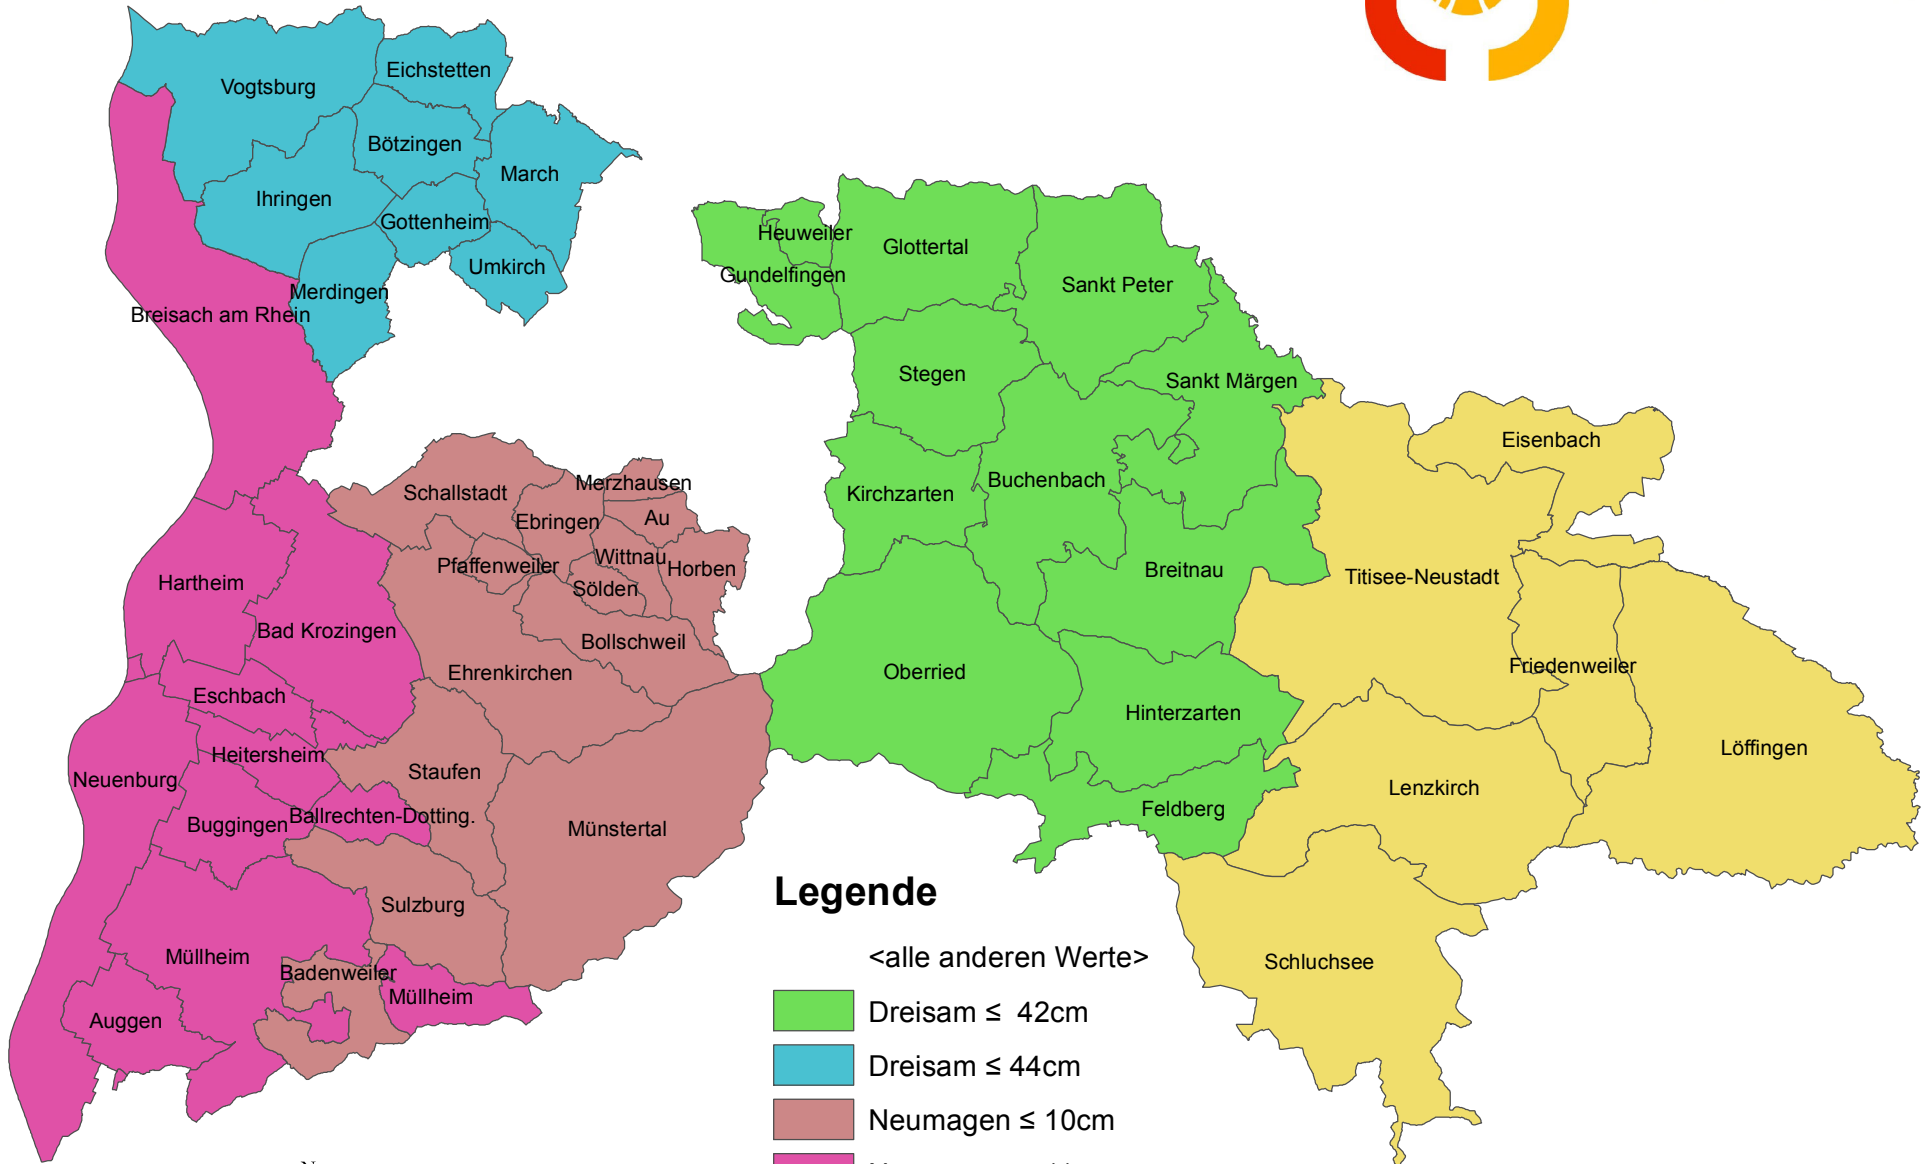 Vogtsburg
Eichstetten
Bötzingen
March
Ihringen
Gottenheim
Umkirch
Merdingen
Breisach am Rhein
Heuweiler
Glottertal
Gundelfingen
Sankt Peter
Stegen
Sankt Märgen
Eisenbach
Schallstadt
Merzhausen
Ebringen
Au
Kirchzarten
Buchenbach
Pfaffenweiler
Wittnau
Horben
Sölden
Hartheim
Breitnau
Titisee-Neustadt
Bad Krozingen
Bollschweil
Ehrenkirchen
Oberried
Friedenweiler
Eschbach
Hinterzarten
Heitersheim
Löffingen
Neuenburg
Staufen
Lenzkirch
Buggingen
Ballrechten-Dotting.
Münstertal
Feldberg
Sulzburg
Müllheim
Badenweiler
Müllheim
Auggen
Schluchsee
Legende
<alle anderen Werte>
Dreisam ≤ 42cm
Dreisam ≤ 44cm
Neumagen ≤ 10cm